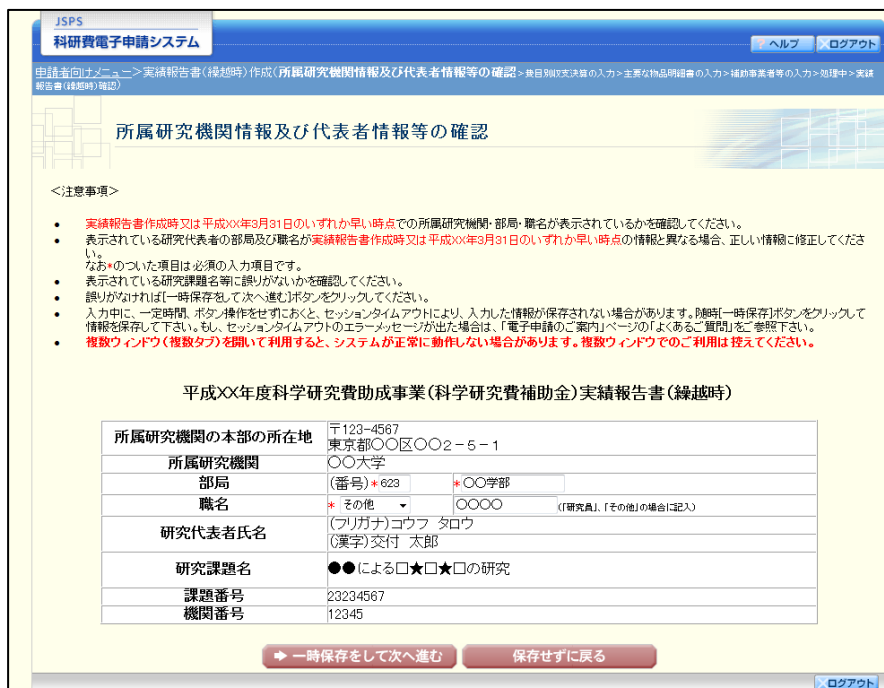 JSPS
科研費電子申請システム
? ヘルプ
ログアウト
申請者向けメニュー>実績報告書(繰越時)作成(所属研究機関情報及び代表者情報等の確認>費目別収支決算の入力>主要な物品明細書の入力>補助事業者等の入力>処理中>実績
報告書(繰越時)確認)
所属研究機関情報及び代表者情報等の確認
<注意事項>
• 実績報告書作成時又は平成XX年3月31日のいずれか早い時点での所属研究機関・部局・職名が表示されているかを確認してください。
• 表示されている研究代表者の部局及び職名が実績報告書作成時又は平成XX年3月31日のいずれか早い時点の情報と異なる場合、正しい情報に修正してくださ
い。
なお*のついた項目は必須の入力項目です。
• 表示されている研究課題名等に誤りがないかを確認してください。
• 誤りがなければ[一時保存をして次へ進む]ボタンをクリックしてください。
• 入力中に、一定時間、ボタン操作をせずにおくと、セッションタイムアウトにより、入力した情報が保存されない場合があります。随時[一時保存]ボタンをクリックして
情報を保存して下さい。もし、セッションタイムアウトのエラーメッセージが出た場合は、「電子申請のご案内」ページの「よくあるご質問」をご参照下さい。
• 複数ウィンドウ(複数タブ)を開いて利用すると、システムが正常に動作しない場合があります。複数ウィンドウでのご利用は控えてください。
平成XX年度科学研究費助成事業(科学研究費補助金)実績報告書(繰越時)
所属研究機関の本部の所在地
〒123-4567
東京都〇〇区〇〇2-5-1
所属研究機関 〇〇大学
部局 (番号)*623 *〇〇学部
職名 * その他 〇〇〇〇 (「研究員」、「その他」の場合に記入)
研究代表者氏名
(フリガナ)コウフ タロウ
(漢字)交付 太郎
研究課題名 ●●による□★□★□の研究
課題番号 23234567
機関番号 12345
一時保存をして次へ進む
保存せずに戻る
ログアウト